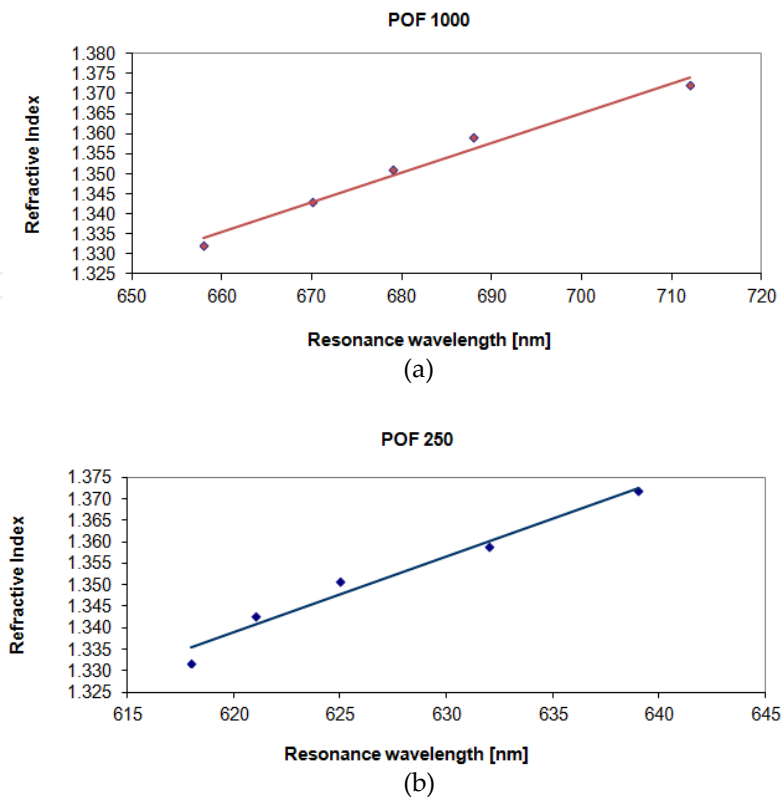 POF 1000
1.380
1.375
1.370
1.365
1.360
1.355
1.350
1.345
1.340
1.335
1.330
1.325
Refractive Index
650 660 670 680 690 700 710 720
Resonance wavelength [nm]
(a)
POF 250
1.375
1.370
1.365
1.360
1.355
1.350
1.345
1.340
1.335
1.330
1.325
Refractive Index
615 620 625 630 635 640 645
Resonance wavelength [nm]
(b)